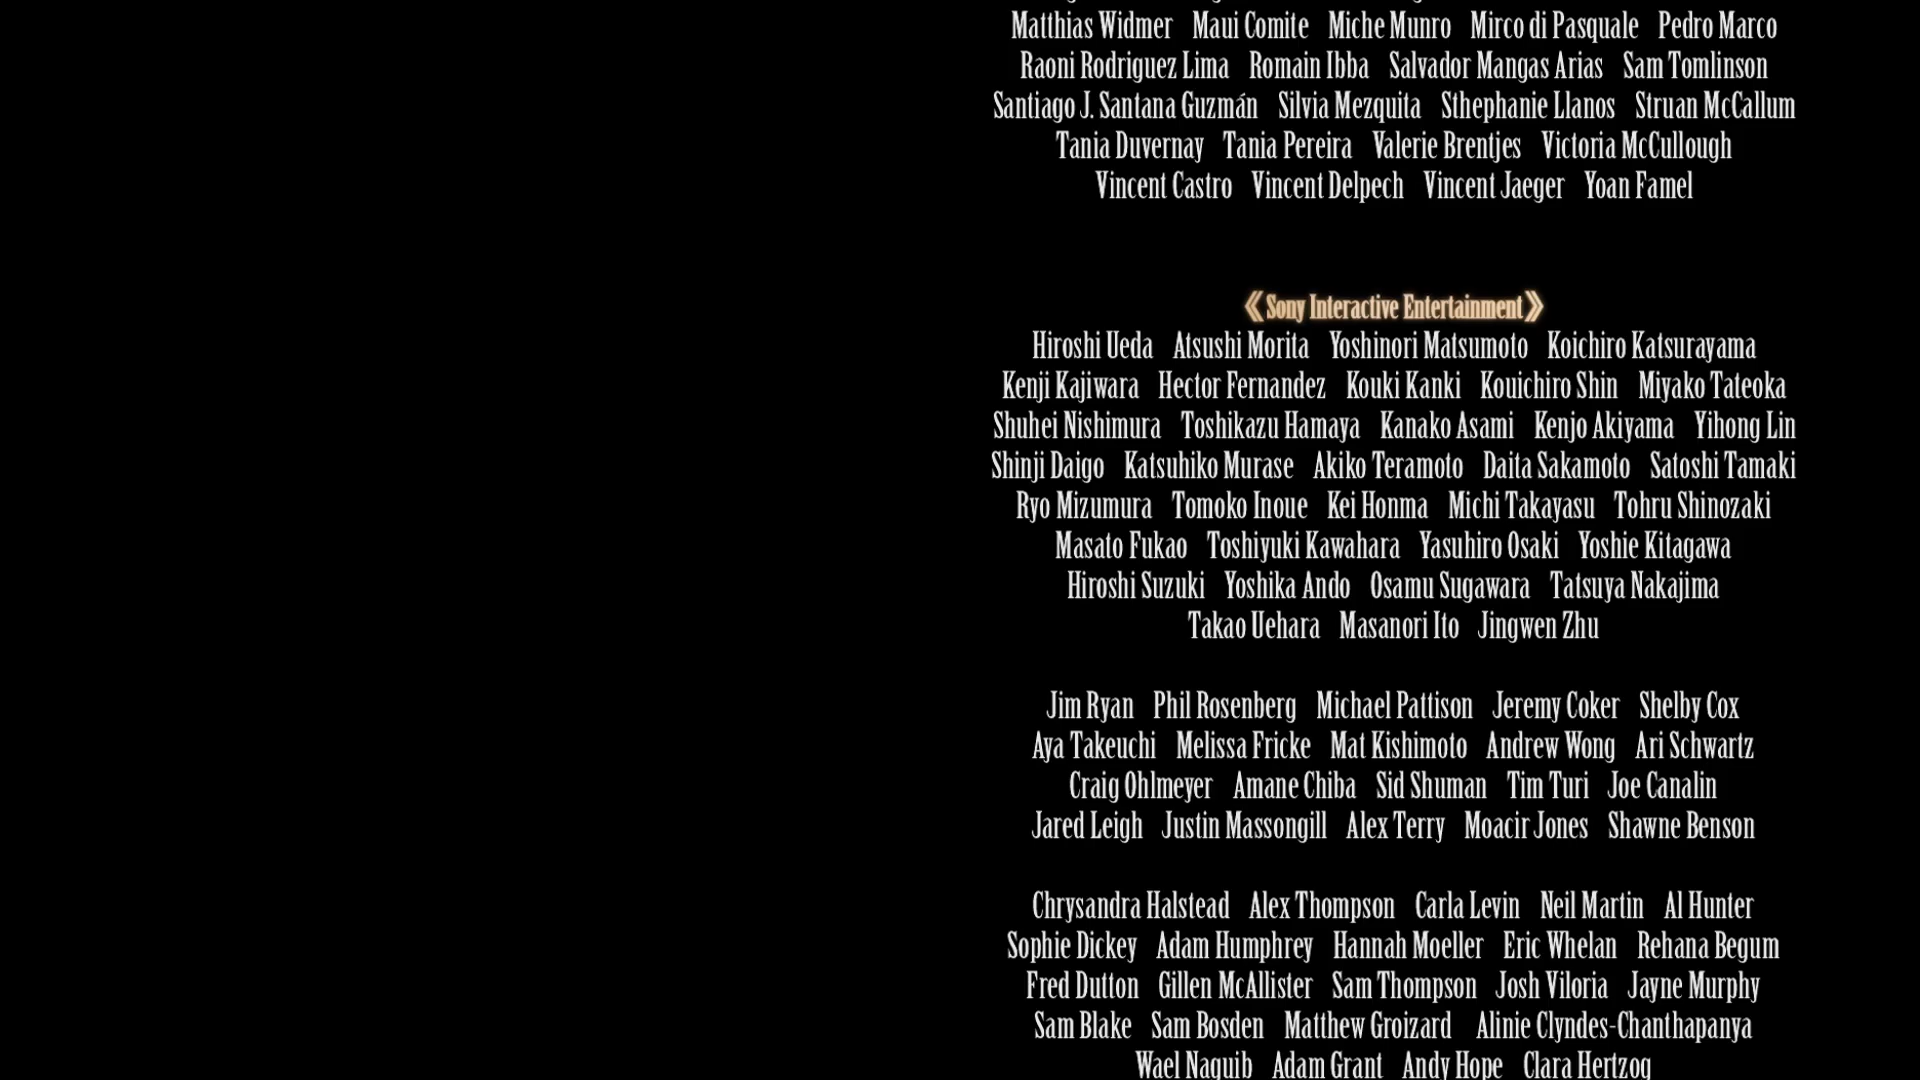 Matthias Widmer Maui Comite Miche Munro Mirco di Pasquale Pedro Marco
Raoni Rodriguez Lima Romain Ibba Salvador Mangas Arias Sam Tomlinson
Santiago J. Santana Guzmán Silvia Mezquita Sthephanie Llanos Struan McCallum
Tania Duvernay Tania Pereira Valerie Brentjes Victoria McCullough
Vincent Castro Vincent Delpech Vincent Jaeger Yoan Famel
《Sony Interactive Entertainment》
Hiroshi Ueda Atsushi Morita Yoshinori Matsumoto Koichiro Katsurayama
Kenji Kajiwara Hector Fernandez Kouki Kanki Kouichiro Shin Miyako Tateoka
Shuhei Nishimura Toshikazu Hamaya Kanako Asami Kenjo Akiyama Yihong Lin
Shinji Daigo Katsuhiko Murase Akiko Teramoto Daita Sakamoto Satoshi Tamaki
Ryo Mizumura Tomoko Inoue Kei Honma Michi Takayasu Tohru Shinozaki
Masato Fukao Toshiyuki Kawahara Yasuhiro Osaki Yoshie Kitagawa
Hiroshi Suzuki Yoshika Ando Osamu Sugawara Tatsuya Nakajima
Takao Uehara Masanori Ito Jingwen Zhu
Jim Ryan Phil Rosenberg Michael Pattison Jeremy Coker Shelby Cox
Aya Takeuchi Melissa Fricke Mat Kishimoto Andrew Wong Ari Schwartz
Craig Ohlmeyer Amane Chiba Sid Shuman Tim Turi Joe Canalin
Jared Leigh Justin Massongill Alex Terry Moacir Jones Shawne Benson
Chrysandra Halstead Alex Thompson Carla Levin Neil Martin Al Hunter
Sophie Dickey Adam Humphrey Hannah Moeller Eric Whelan Rehana Begum
Fred Dutton Gillen McAllister Sam Thompson Josh Viloria Jayne Murphy
Sam Blake Sam Bosden Matthew Groizard Alinie Clyndes-Chanthapanya
Wael Naguib Adam Grant Andy Hope Clara Hertzog